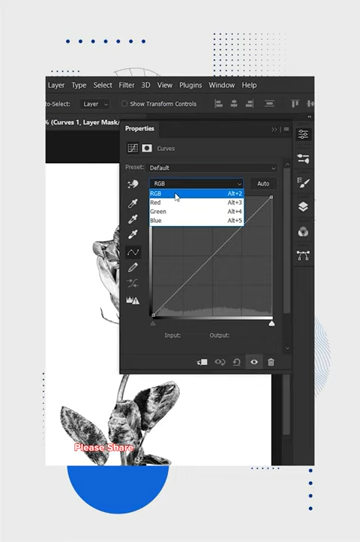 Layer Type Select Filter 3D View Plugins Window Help
to-Select: Layer Show Transform Controls
% (Curves 1, Layer Mask/
Properties
Curves
Preset: Default
RGB Auto
RGB Alt+2
Red Alt+3
Green Alt+4
Blue Alt+5
Input: Output:
Please Share